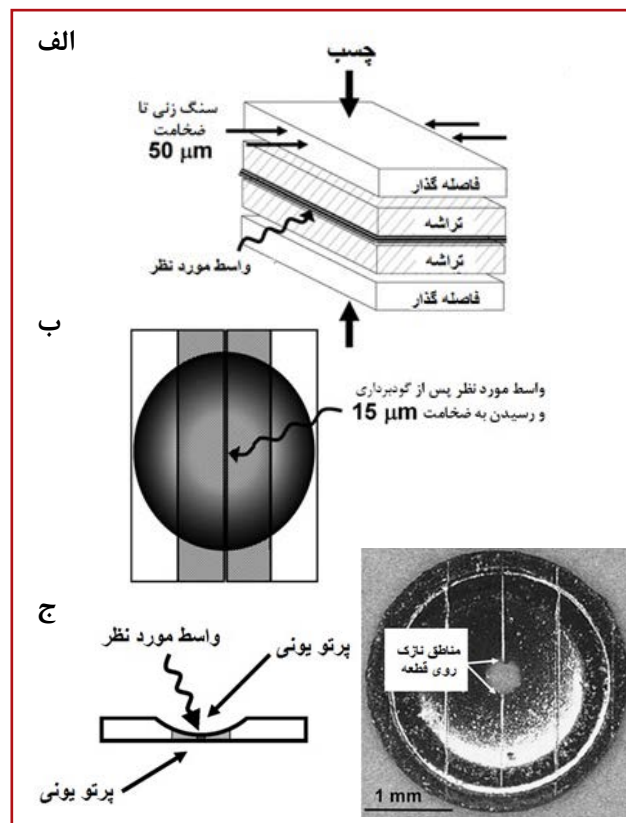 الف
چسب
سنگ زنی تا
ضخامت
50 µm
فاصله گذار
تراشه
تراشه
فاصله گذار
واسط مورد نظر
ب
واسط مورد نظر پس از گودبرداری
و رسیدن به ضخامت 15 µm
ج
واسط مورد نظر
پرتو یونی
پرتو یونی
مناطق نازک
روی قطعه
1 mm